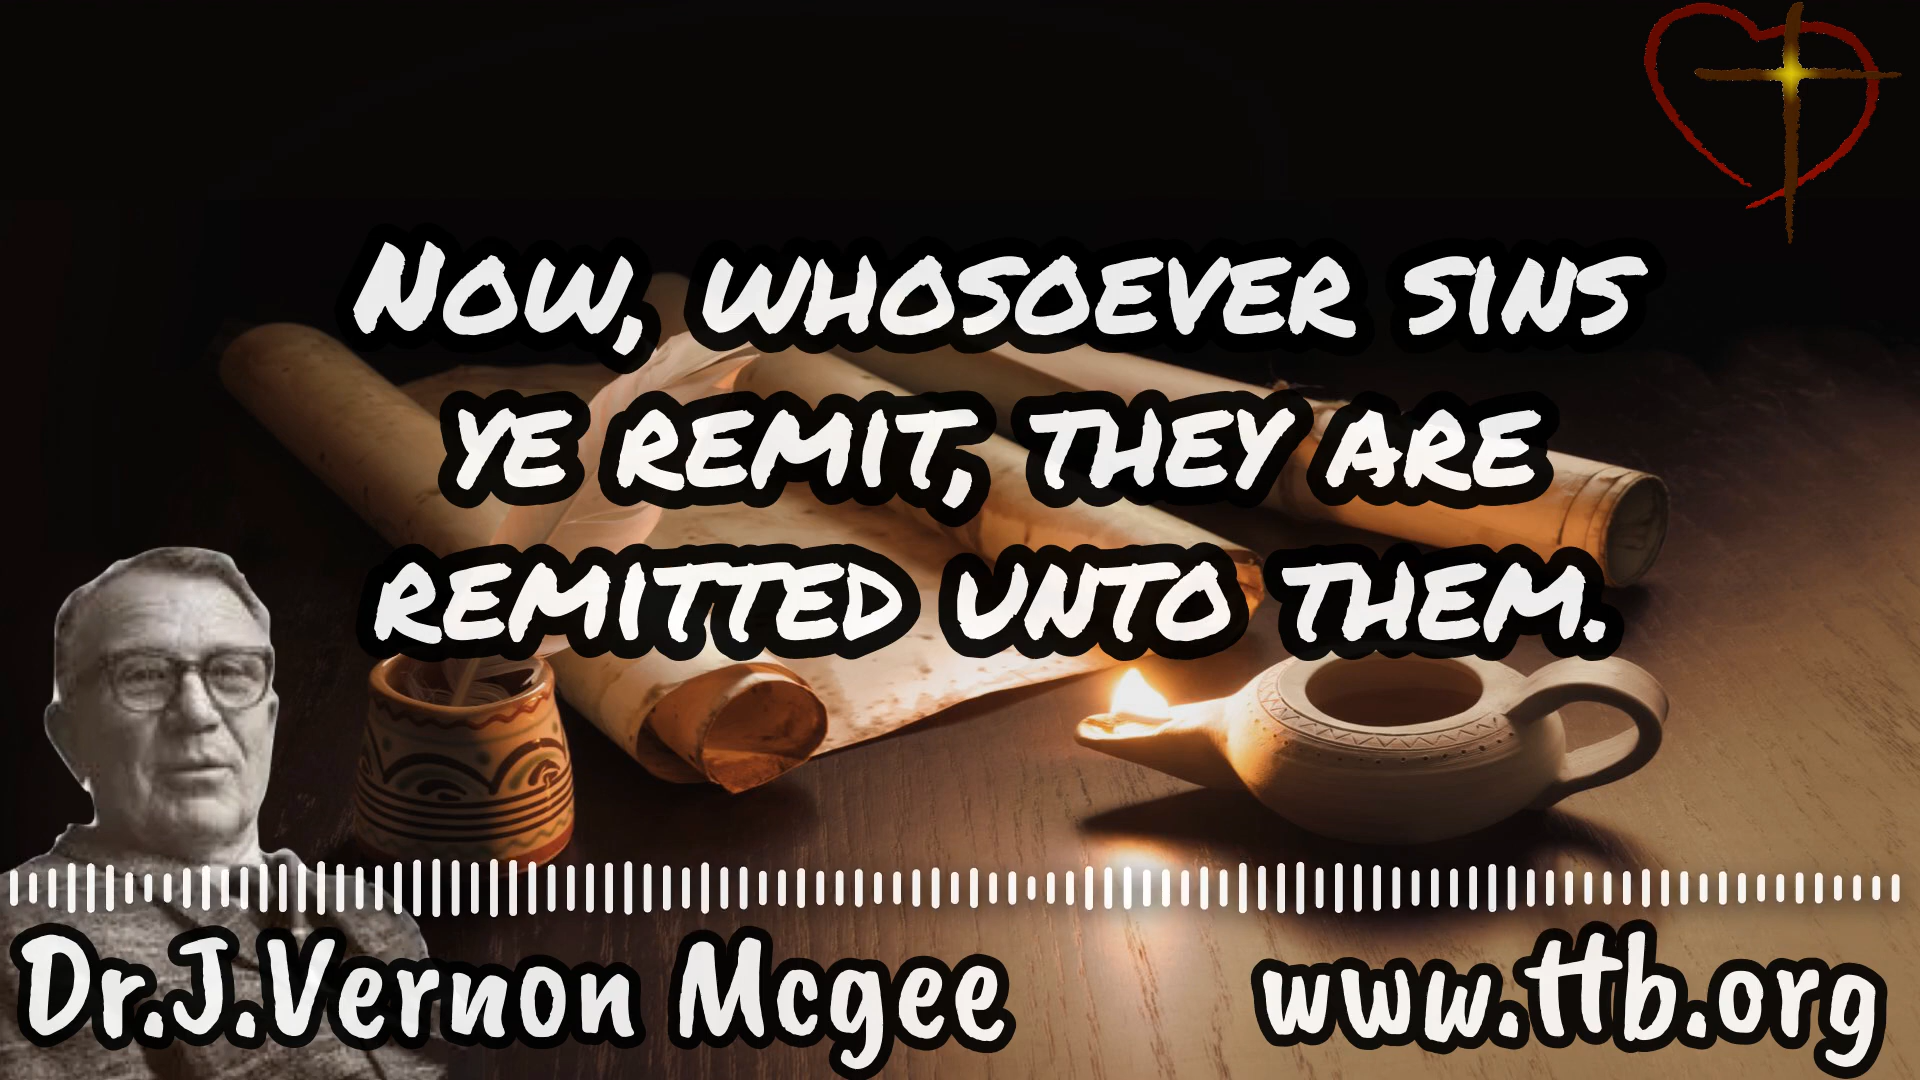 Now, whosoever sins
ye remit, they are
remitted unto them.
Dr.J.Vernon Mcgee
www.ttb.org